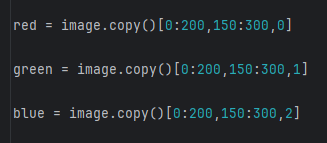 red = image.copy()[0:200,150:300,0]
green = image.copy()[0:200,150:300,1]
blue = image.copy()[0:200,150:300,2]